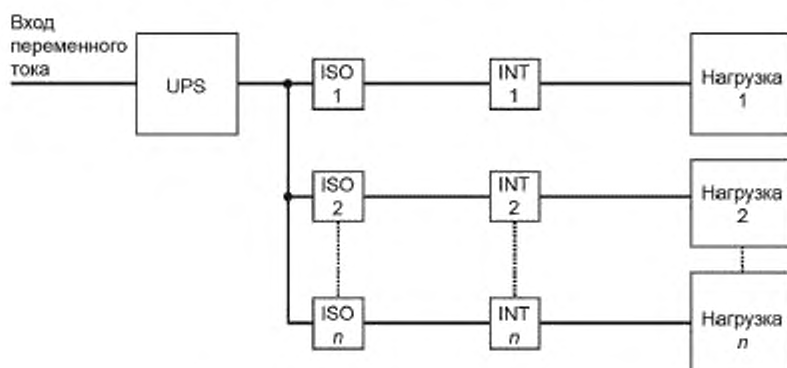 Вход
переменного
тока
UPS
ISO
1
INT
1
Нагрузка
1
ISO
2
INT
2
Нагрузка
2
ISO
n
INT
n
Нагрузка
n